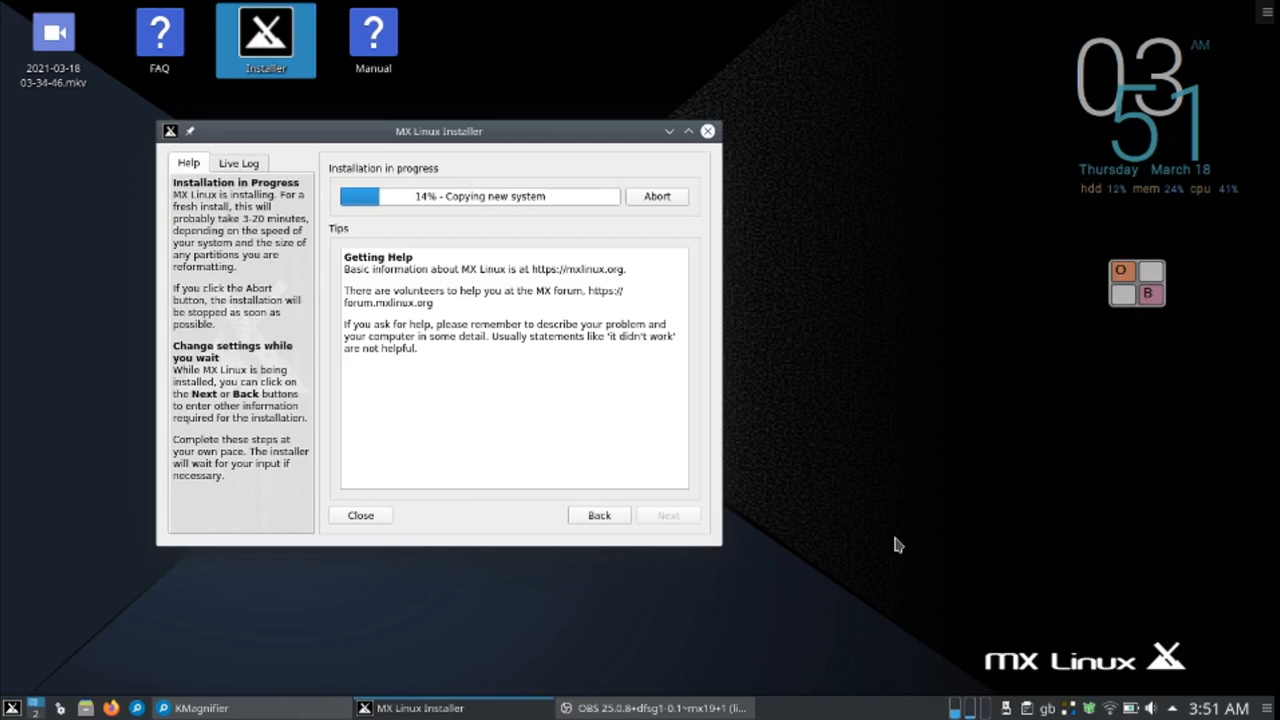 2021-03-18
03-34-46.mkv
FAQ
Installer
Manual
03
AM
51
Thursday March 18
hdd 12% mem 24% cpu 41%
O
B
MX Linux Installer
Help
Live Log
Installation in Progress
MX Linux is installing. For a
fresh install, this will
probably take 3-20 minutes,
depending on the speed of
your system and the size of
any partitions you are
reformatting.
If you click the Abort
button, the installation will
be stopped as soon as
possible.
Change settings while
you wait
While MX Linux is being
installed, you can click on
the Next or Back buttons
to enter other information
required for the installation.
Complete these steps at
your own pace. The installer
will wait for your input if
necessary.
Installation in progress
14% - Copying new system
Abort
Tips
Getting Help
Basic information about MX Linux is at https://mxlinux.org.
There are volunteers to help you at the MX forum, https://
forum.mxlinux.org
If you ask for help, please remember to describe your problem and
your computer in some detail. Usually statements like 'it didn't work'
are not helpful.
Close
Back
Next
MX Linux
2
KMagnifier
MX Linux Installer
OBS 25.0.8+dfsg1-0.1~mx19+1 (li...
gb
3:51 AM